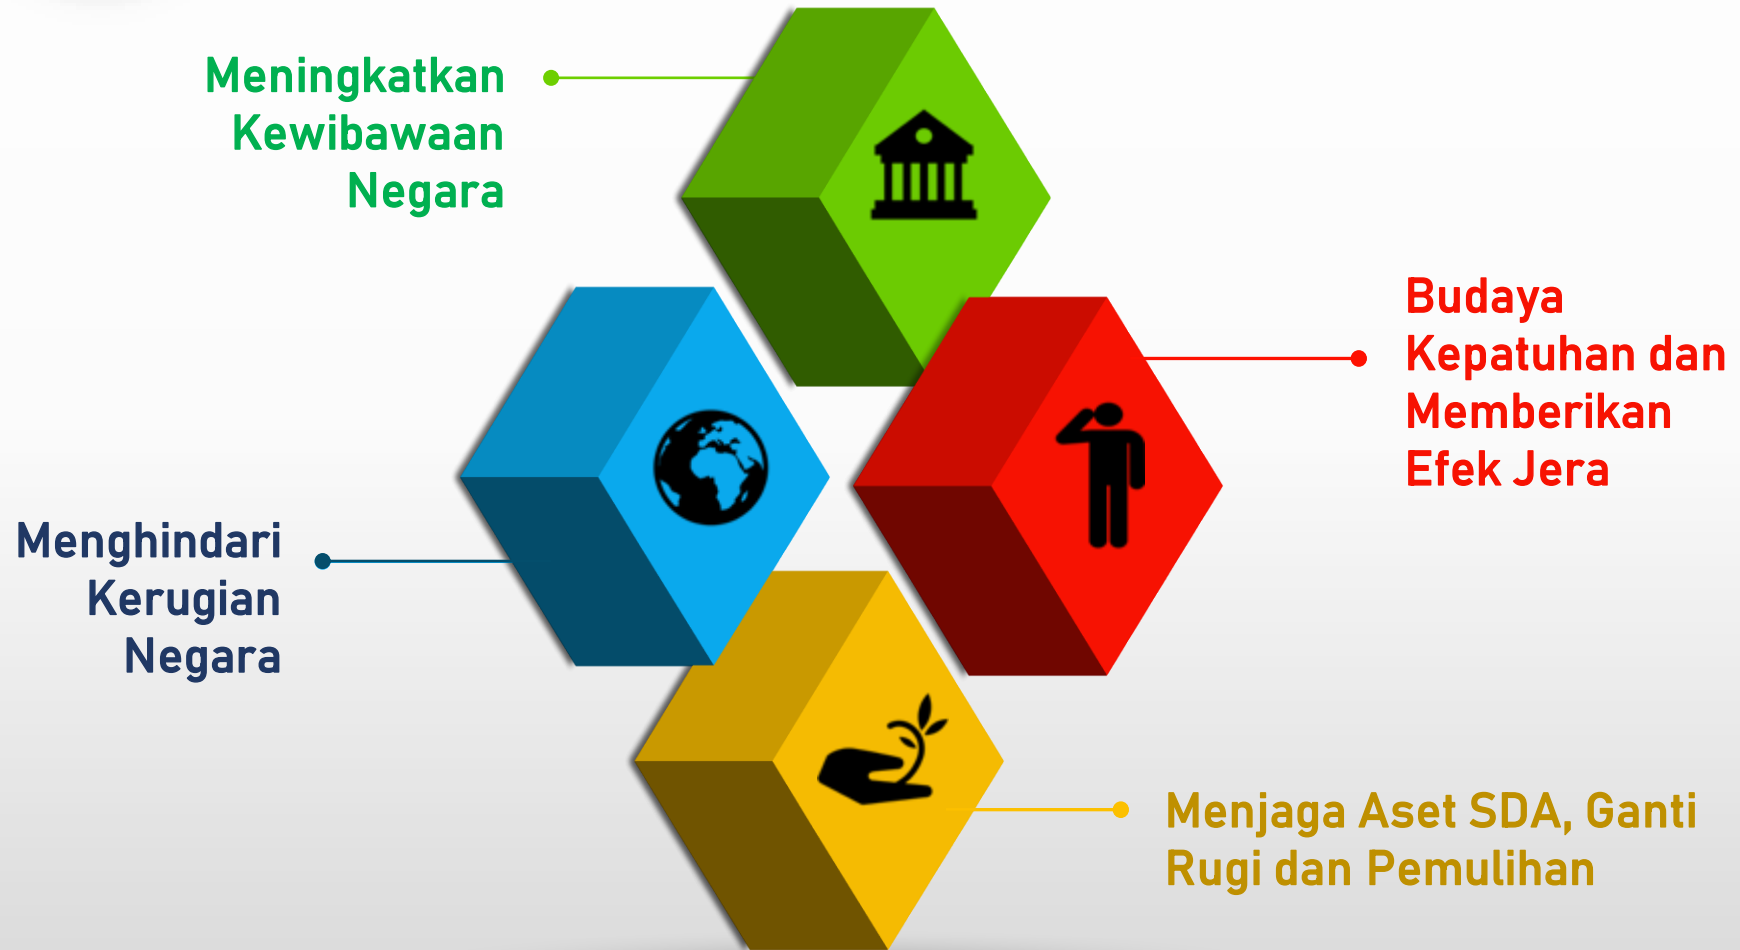 Meningkatkan
Kewibawaan
Negara
Budaya
Kepatuhan dan
Memberikan
Efek Jera
Menghindari
Kerugian
Negara
Menjaga Aset SDA, Ganti
Rugi dan Pemulihan